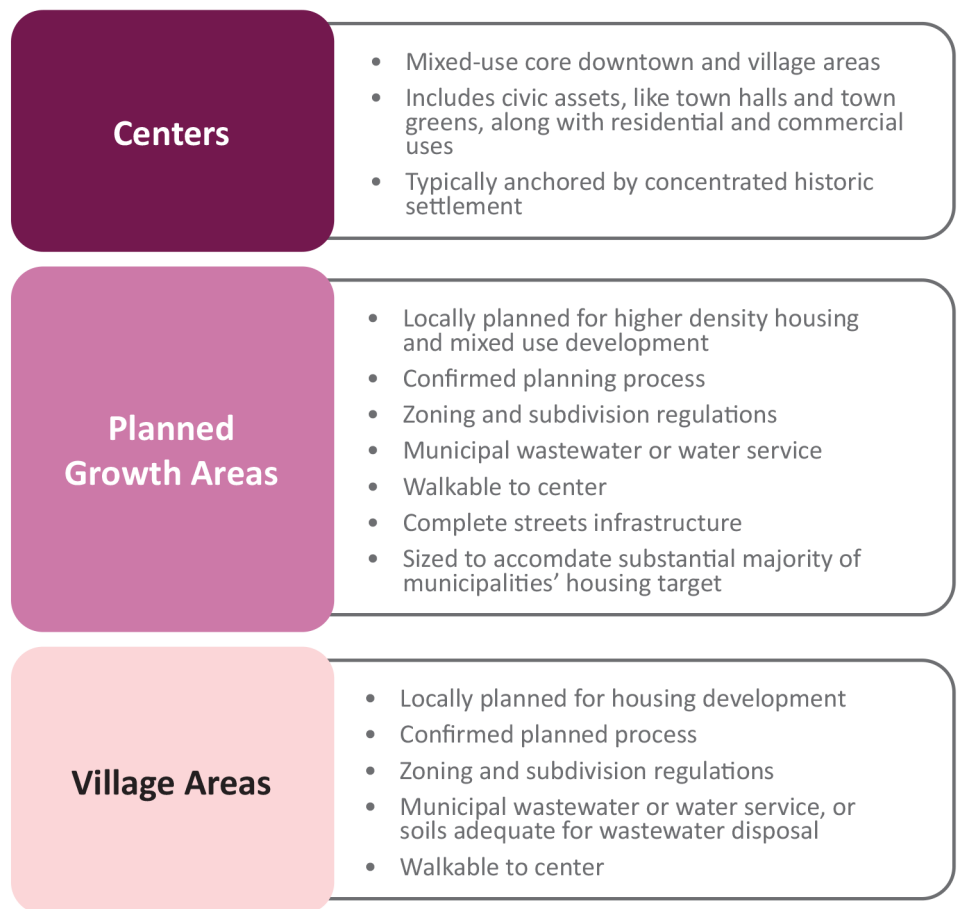 Centers
• Mixed-use core downtown and village areas
• Includes civic assets, like town halls and town
greens, along with residential and commercial
uses
• Typically anchored by concentrated historic
settlement
Planned
Growth Areas
• Locally planned for higher density housing
and mixed use development
• Confirmed planning process
• Zoning and subdivision regulations
• Municipal wastewater or water service
• Walkable to center
• Complete streets infrastructure
• Sized to accomdate substantial majority of
municipalities’ housing target
Village Areas
• Locally planned for housing development
• Confirmed planned process
• Zoning and subdivision regulations
• Municipal wastewater or water service, or
soils adequate for wastewater disposal
• Walkable to center